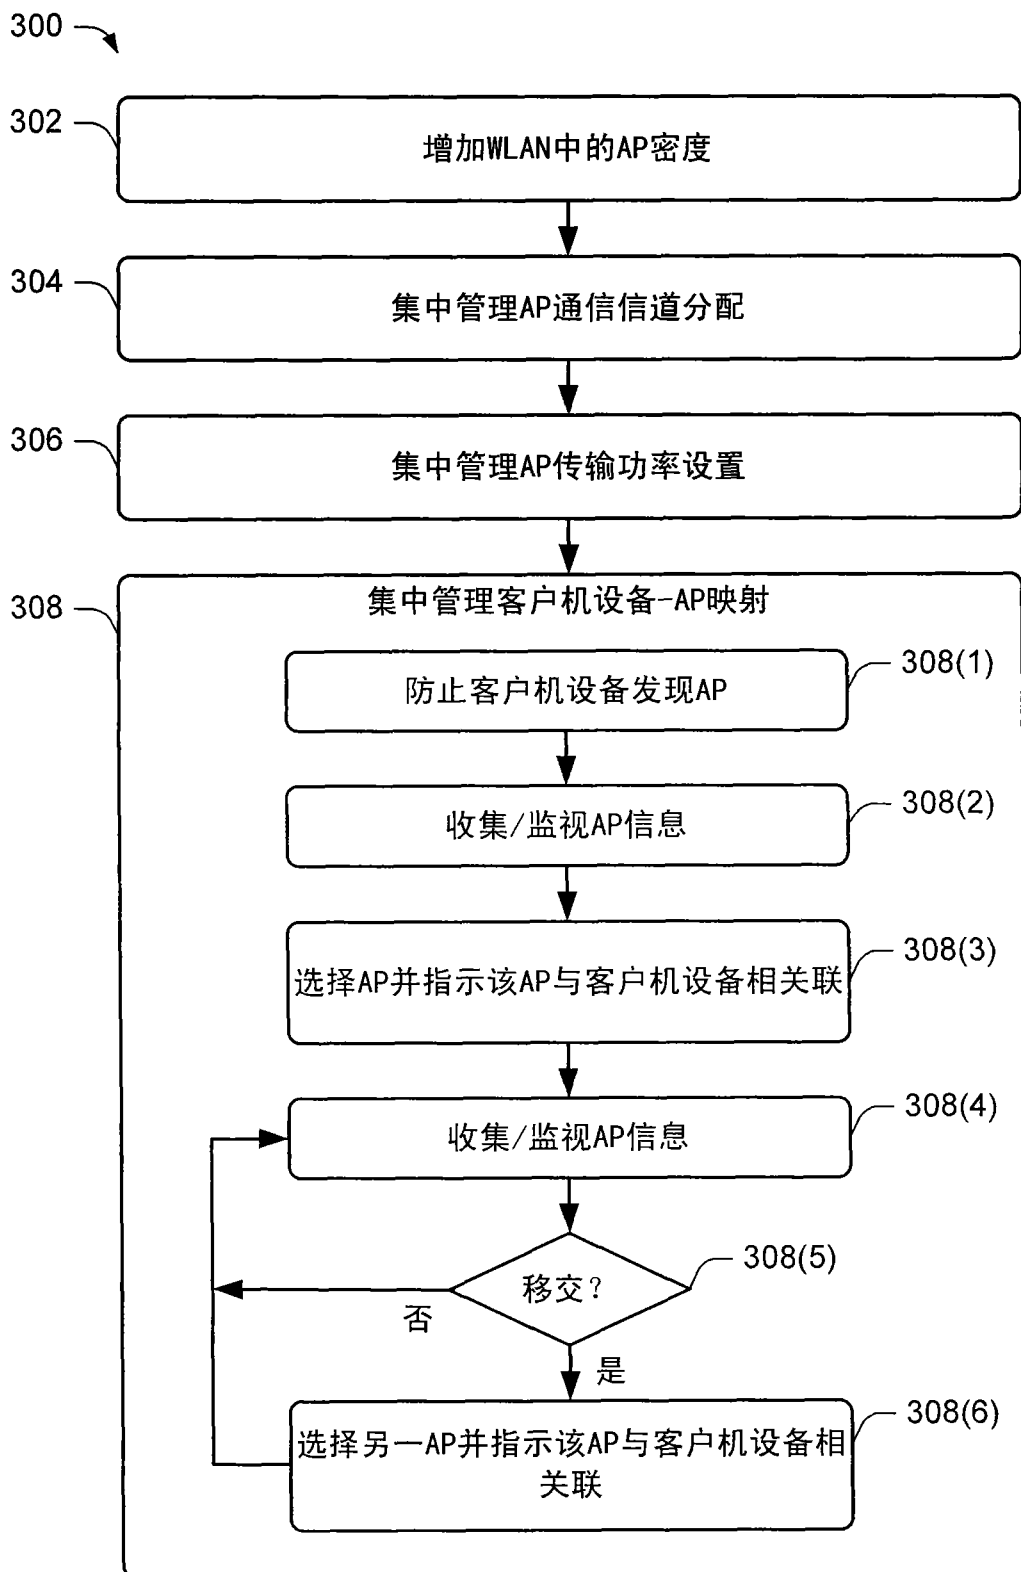 300
302
增加WLAN中的AP密度
304
集中管理AP通信信道分配
306
集中管理AP传输功率设置
308
集中管理客户机设备-AP映射
308(1)
防止客户机设备发现AP
308(2)
收集/监视AP信息
308(3)
选择AP并指示该AP与客户机设备相关联
308(4)
收集/监视AP信息
308(5)
移交?
否
是
308(6)
选择另一AP并指示该AP与客户机设备相
关联